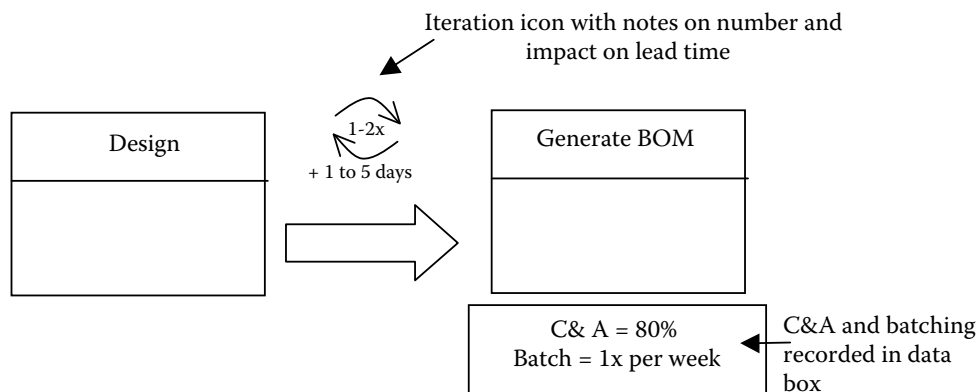 Iteration icon with notes on number and
impact on lead time
Design
1-2x
+ 1 to 5 days
Generate BOM
C& A = 80%
Batch = 1x per week
C&A and batching
recorded in data
box